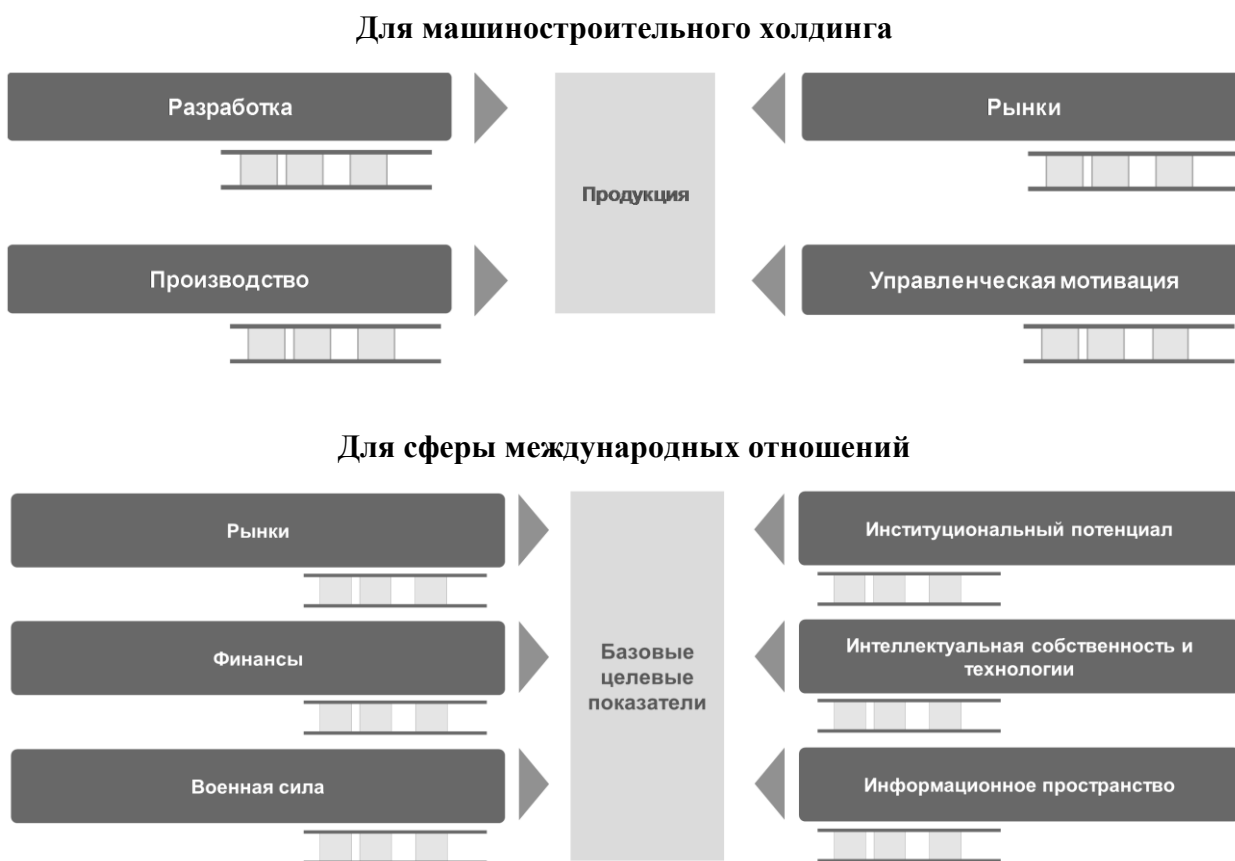 Для машиностроительного холдинга
Разработка
Рынки
Продукция
Производство
Управленческая мотивация
Для сферы международных отношений
Рынки
Институциональный потенциал
Финансы
Базовые
целевые
показатели
Интеллектуальная собственность и
технологии
Военная сила
Информационное пространство